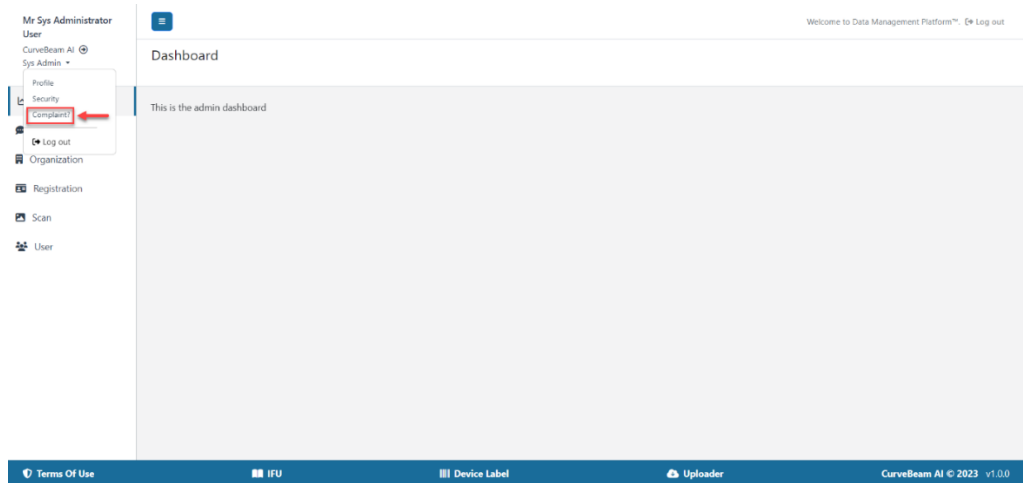 Mr Sys Administrator
User
CurveBeam AI
Sys Admin
Profile
Security
Complaint?
Log out
Organization
Registration
Scan
User
Welcome to Data Management Platform™. Log out
Dashboard
This is the admin dashboard
Terms Of Use IFU Device Label Uploader CurveBeam AI © 2023 v1.0.0